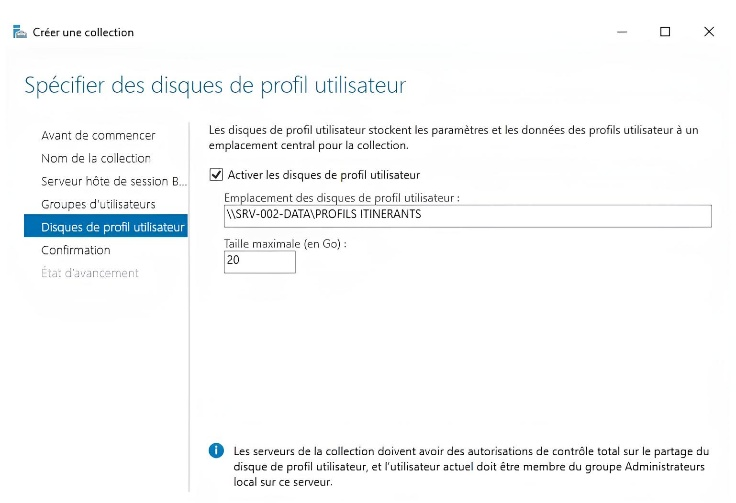 Créer une collection
Spécifier des disques de profil utilisateur
Avant de commencer
Nom de la collection
Serveur hôte de session B...
Groupes d'utilisateurs
Disques de profil utilisateur
Confirmation
État d'avancement
Les disques de profil utilisateur stockent les paramètres et les données des profils utilisateur à un
emplacement central pour la collection.
Activer les disques de profil utilisateur
Emplacement des disques de profil utilisateur :
\\SRV-002-DATA\PROFILS ITINERANTS
Taille maximale (en Go) :
20
Les serveurs de la collection doivent avoir des autorisations de contrôle total sur le partage du
disque de profil utilisateur, et l'utilisateur actuel doit être membre du groupe Administrateurs
local sur ce serveur.